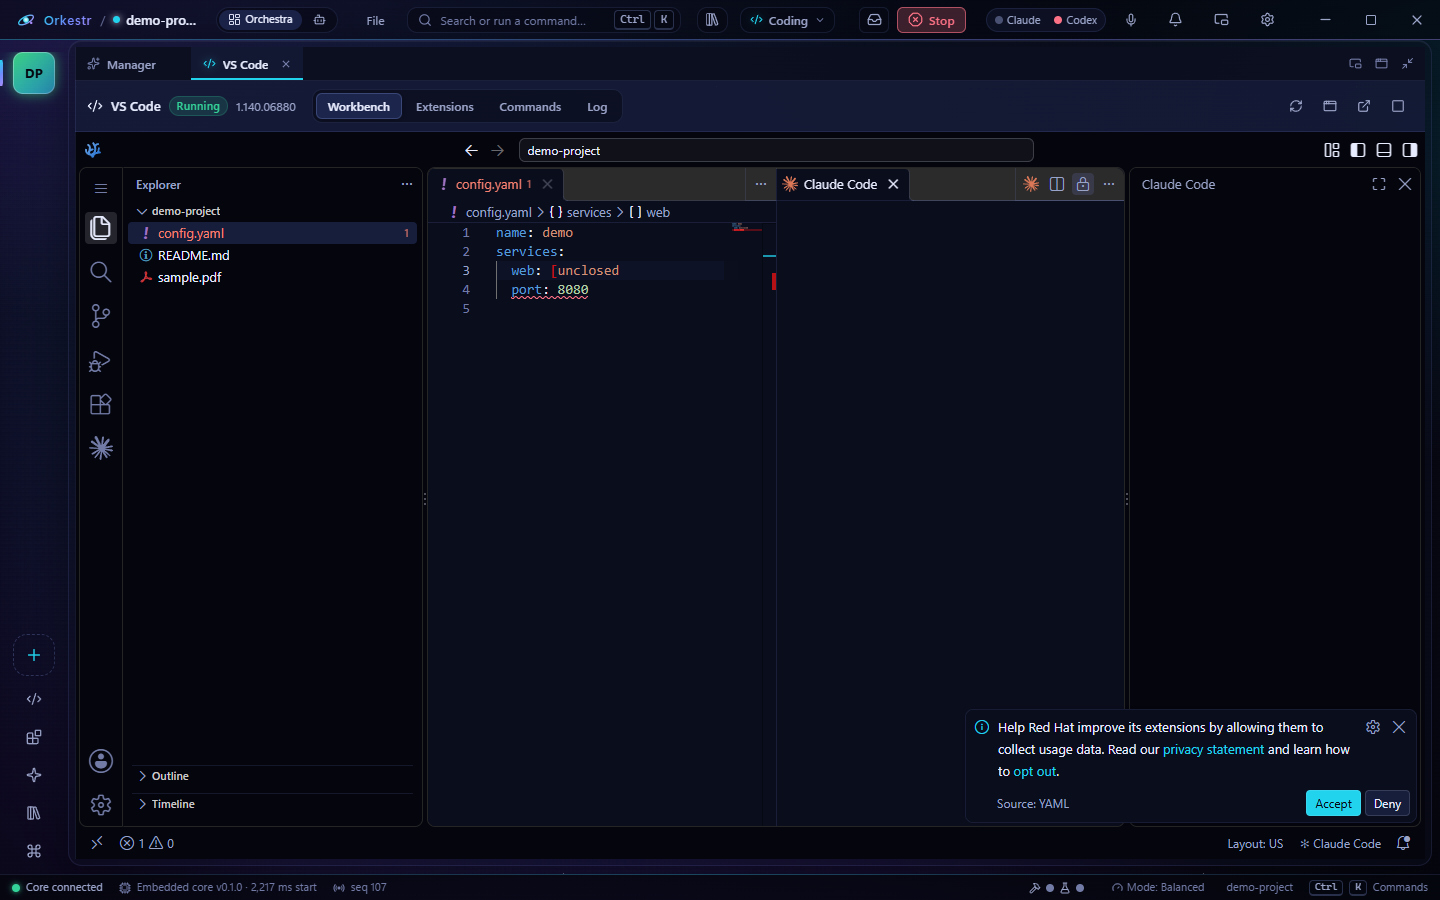 Orkestr / demo-pro... Orchestra File Search or run a command... Ctrl K Coding Stop Claude Codex
DP
Manager VS Code
VS Code Running 1.140.06880 Workbench Extensions Commands Log
demo-project
Explorer
demo-project
config.yaml 1
README.md
sample.pdf
Outline
Timeline
config.yaml 1
config.yaml > { } services > [ ] web
1 name: demo
2 services:
3 web: [unclosed
4 port: 8080
5
Claude Code
Claude Code
Help Red Hat improve its extensions by allowing them to
collect usage data. Read our privacy statement and learn how
to opt out.
Source: YAML Accept Deny
1 0 Layout: US Claude Code
Core connected Embedded core v0.1.0 · 2,217 ms start seq 107 Mode: Balanced demo-project Ctrl K Commands